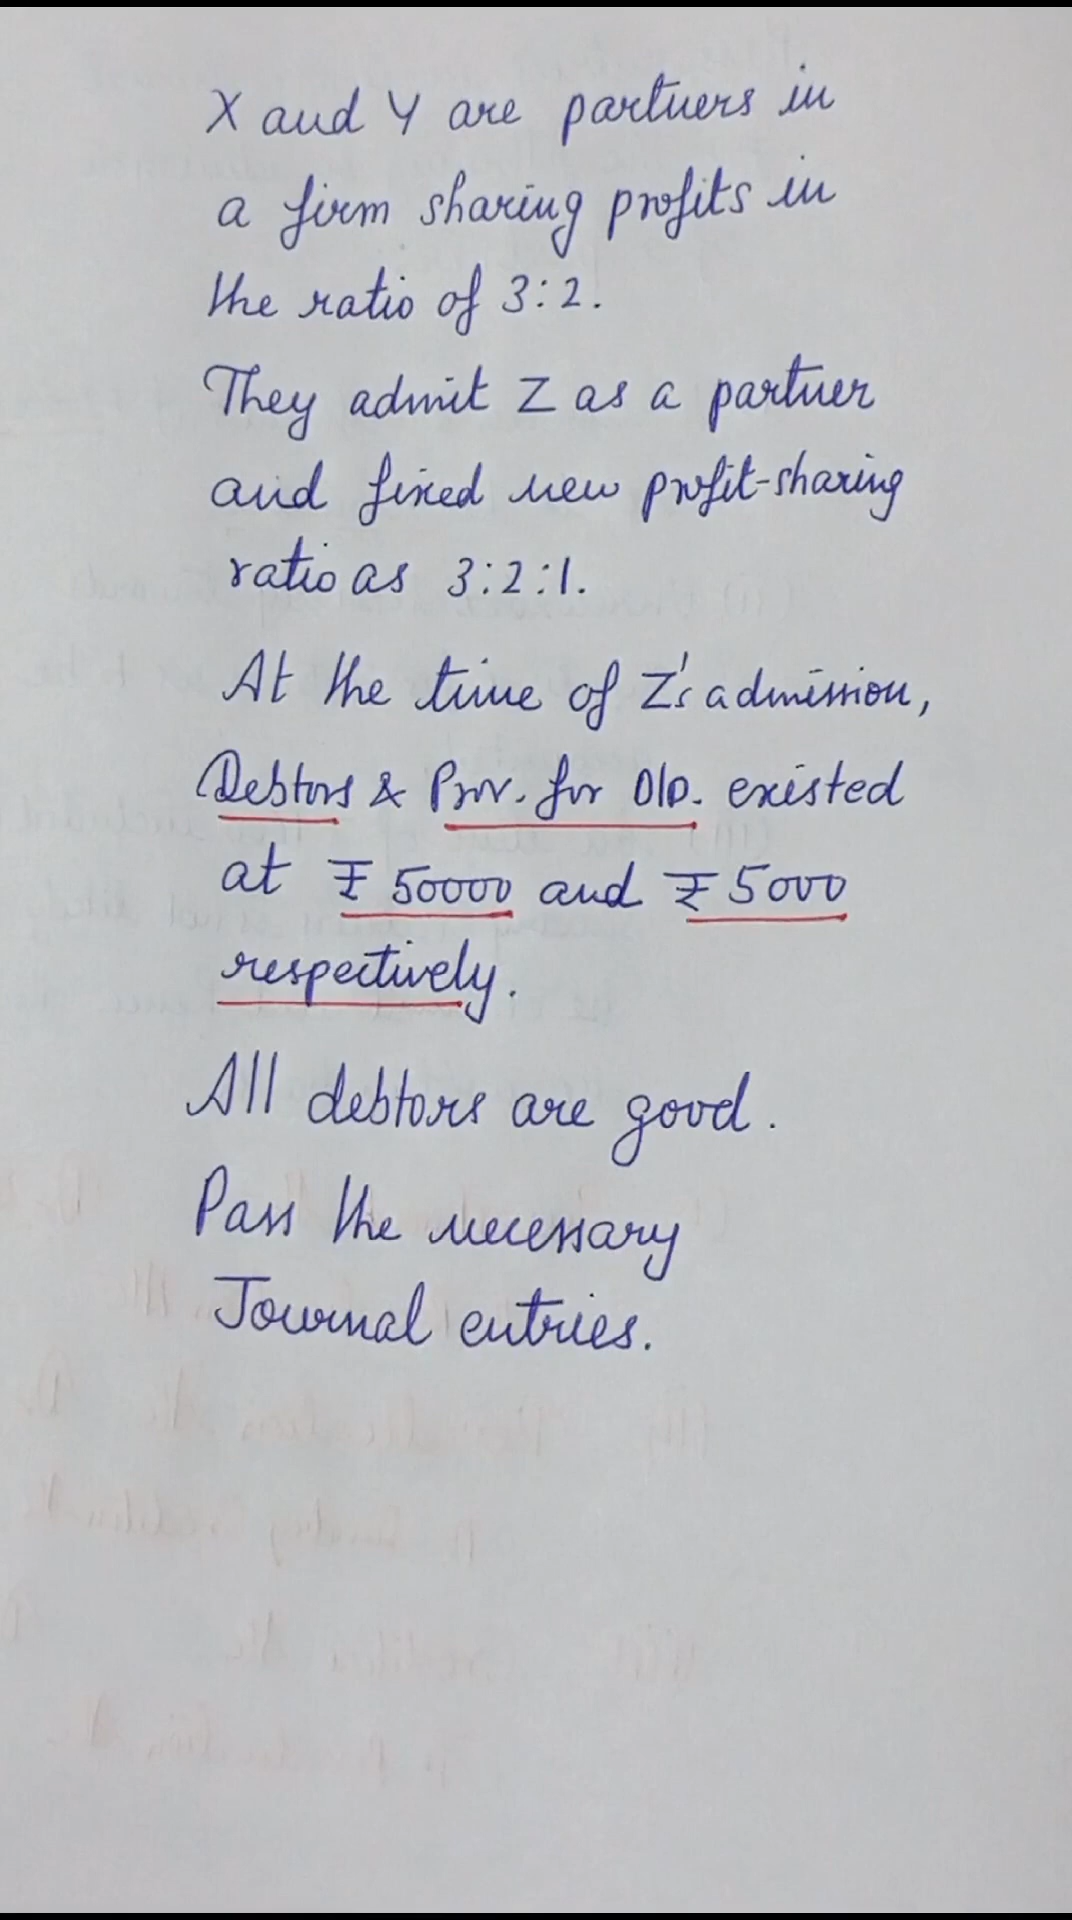 X and Y are partners in
a firm sharing profits in
the ratio of 3:2.
They admit Z as a partner
and fixed new profit-sharing
ratio as 3:2:1.
At the time of Z's admission,
Debtors & Prov. for D/D. existed
at ₹ 50000 and ₹ 5000
respectively.
All debtors are good.
Pass the necessary
Journal entries.